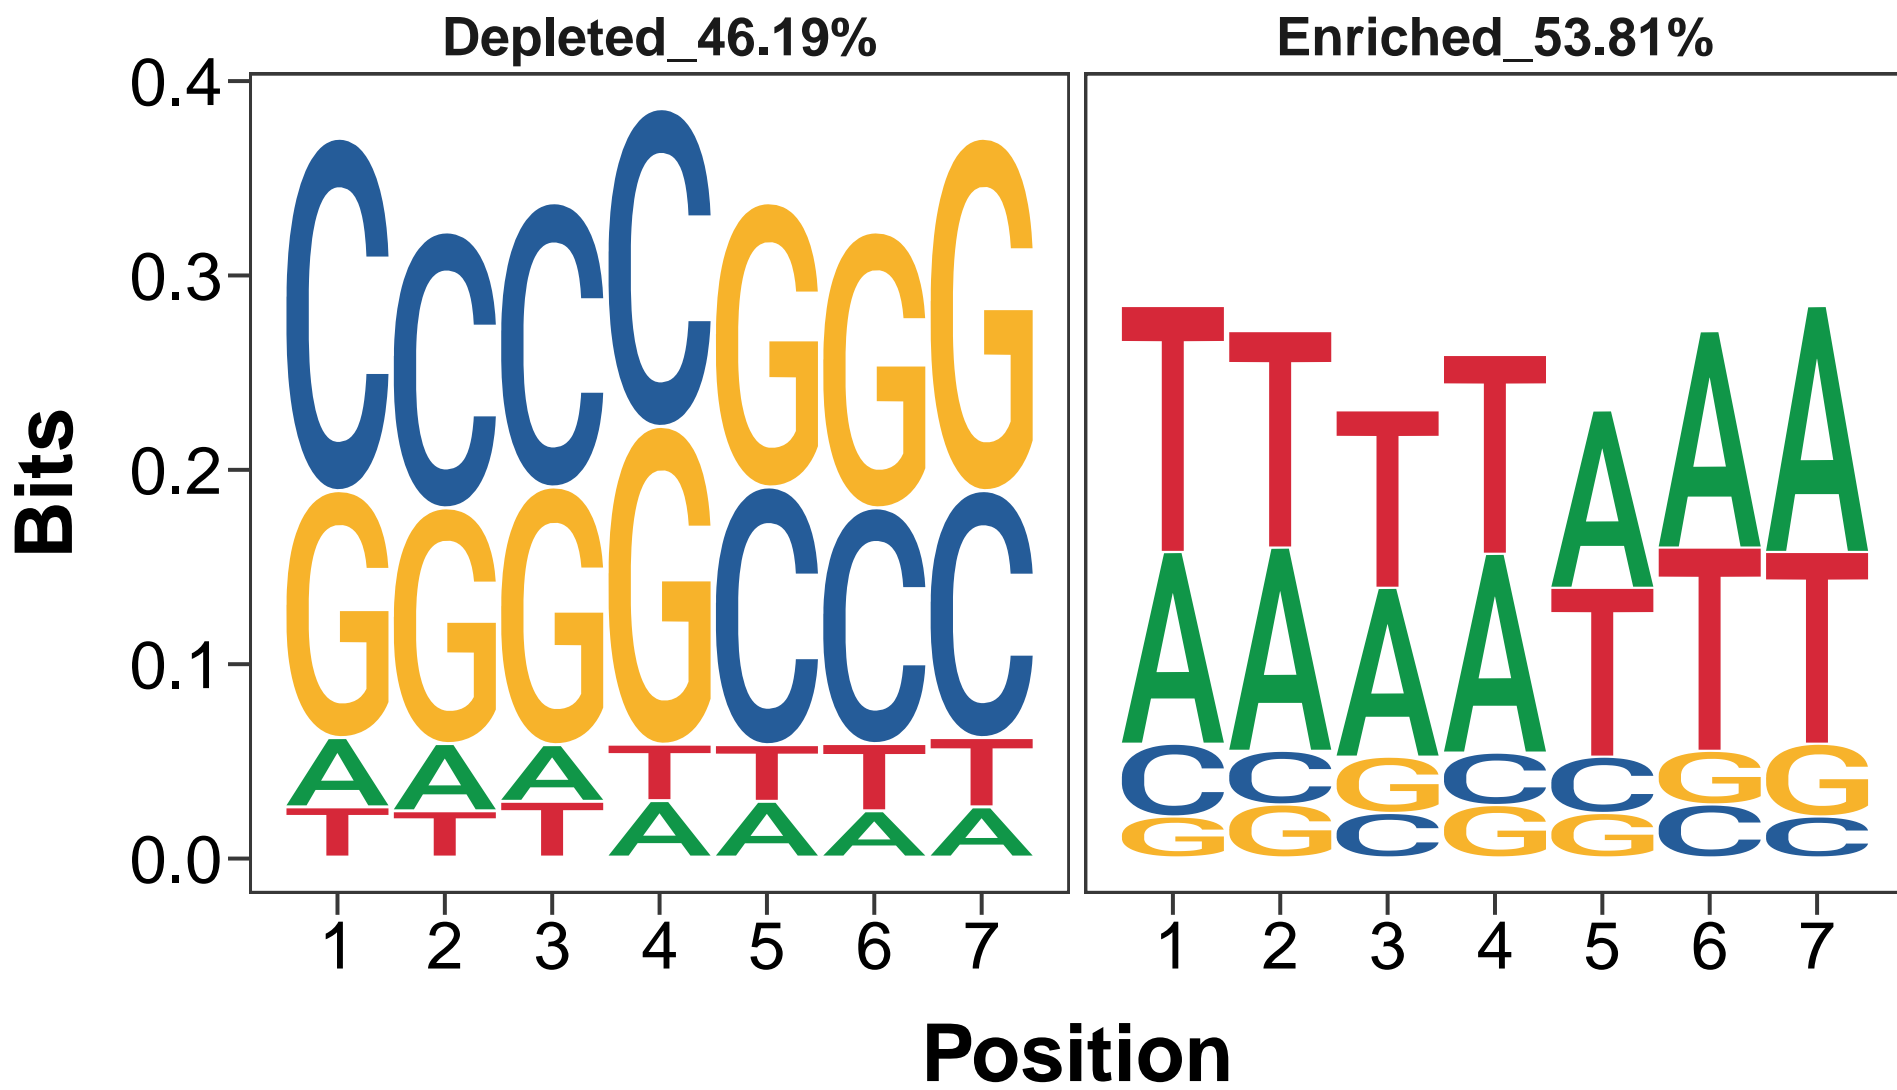 Depleted_46.19% Enriched_53.81%
0.4
0.3
0.2
0.1
0.0
Bits
C C C C G G G
G G G G C C C
A A A T T T T
T T T A A A A
T T T T A A A
A A A A T T T
C C G C C G G
G G C G G C C
1 2 3 4 5 6 7 1 2 3 4 5 6 7
Position